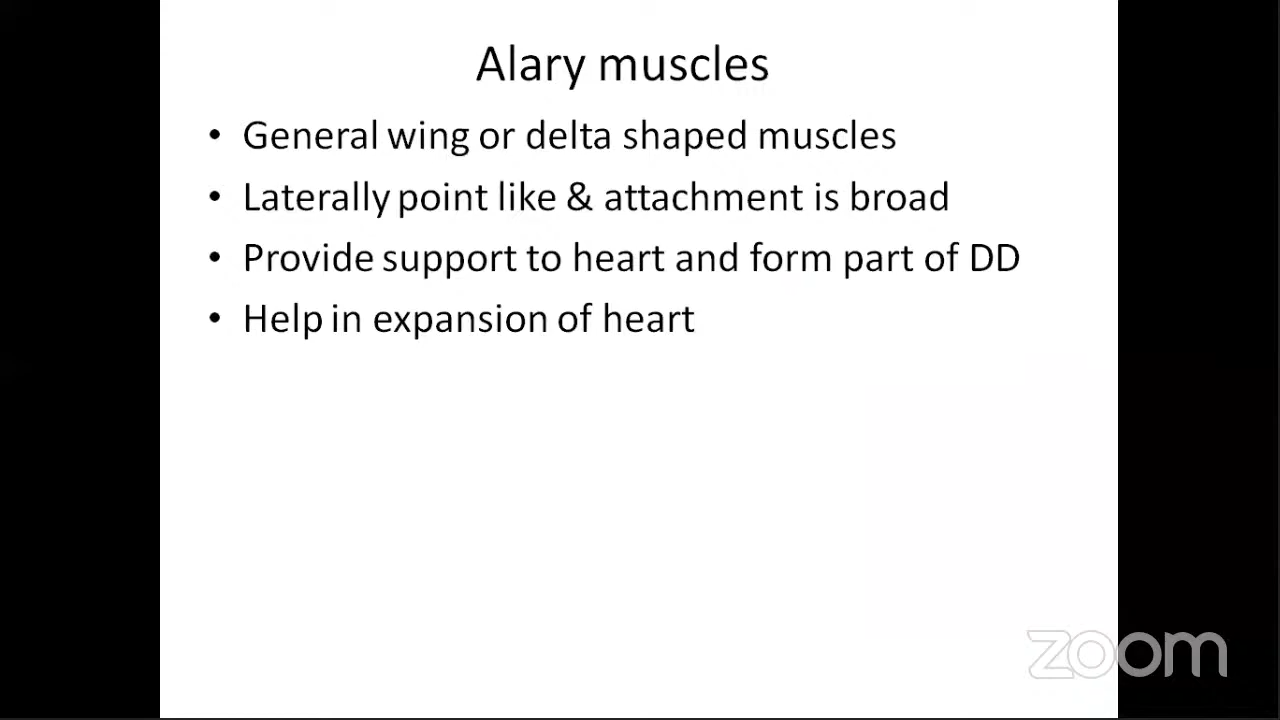 Alary muscles
• General wing or delta shaped muscles
• Laterally point like & attachment is broad
• Provide support to heart and form part of DD
• Help in expansion of heart
zoom